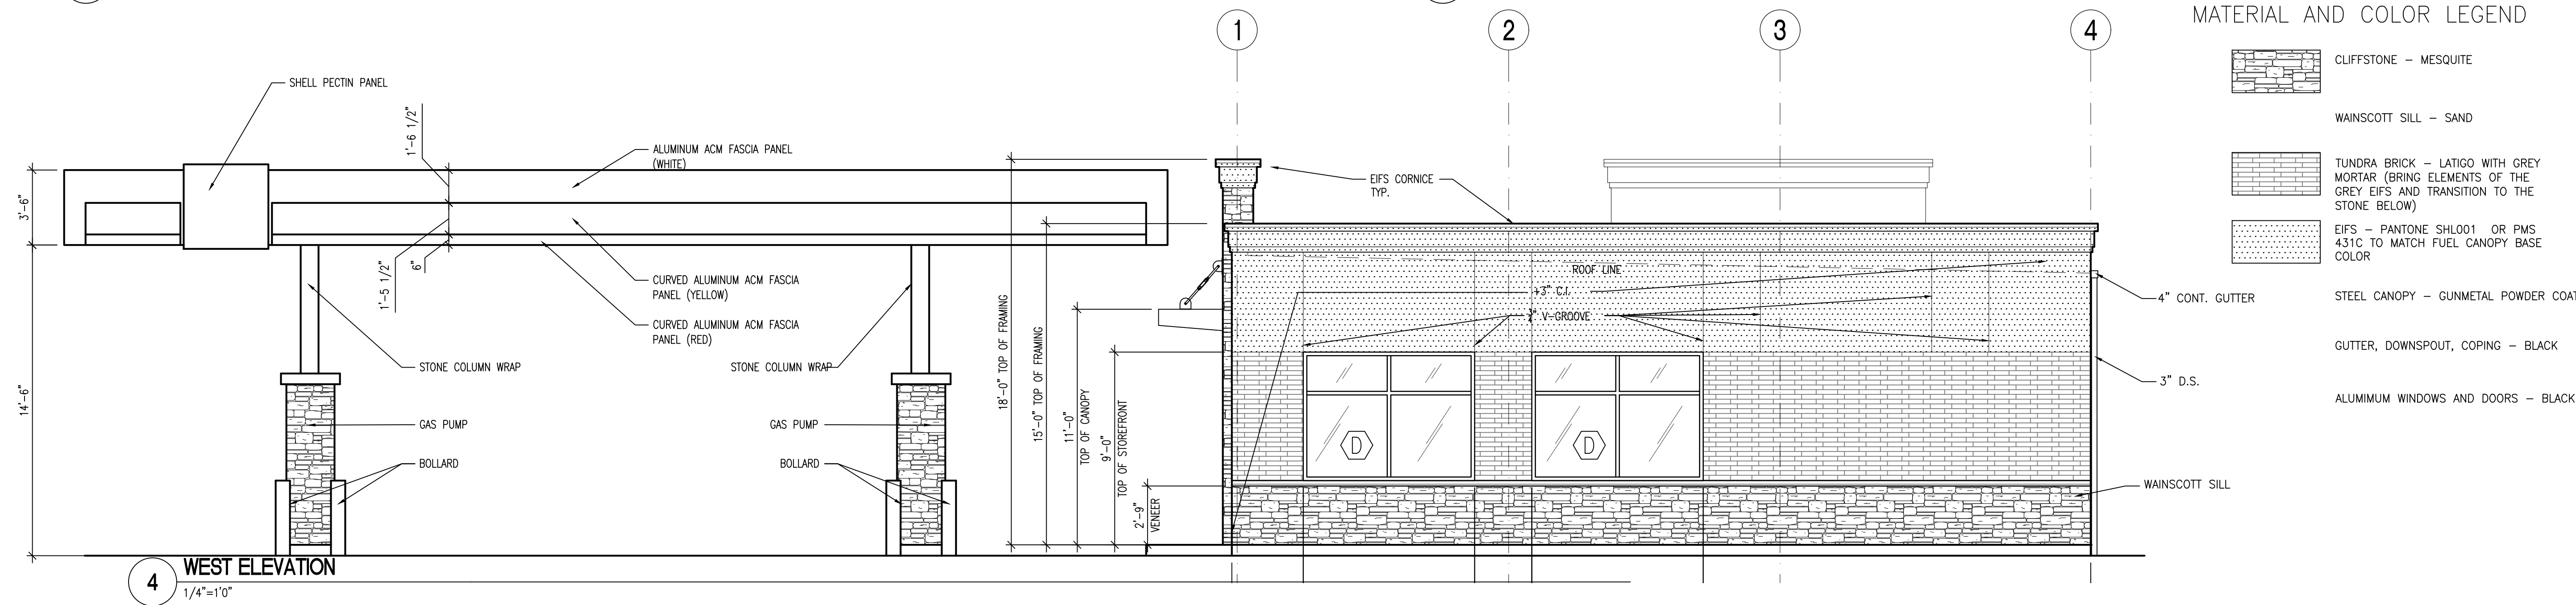 1
2
3
4
MATERIAL AND COLOR LEGEND
CLIFFSTONE – MESQUITE
WAINSCOTT SILL – SAND
TUNDRA BRICK – LATIGO WITH GREY
MORTAR (BRING ELEMENTS OF THE
GREY EIFS AND TRANSITION TO THE
STONE BELOW)
EIFS – PANTONE SHL001 OR PMS
431C TO MATCH FUEL CANOPY BASE
COLOR
STEEL CANOPY – GUNMETAL POWDER COAT
GUTTER, DOWNSPOUT, COPING – BLACK
ALUMIMUM WINDOWS AND DOORS – BLACK
SHELL PECTIN PANEL
1'-6 1/2"
ALUMINUM ACM FASCIA PANEL
(WHITE)
3'-6"
1'-5 1/2"
6"
CURVED ALUMINUM ACM FASCIA
PANEL (YELLOW)
CURVED ALUMINUM ACM FASCIA
PANEL (RED)
STONE COLUMN WRAP
STONE COLUMN WRAP
14'-6"
GAS PUMP
GAS PUMP
BOLLARD
BOLLARD
18'-0" TOP OF FRAMING
15'-0" TOP OF FRAMING
11'-0"
TOP OF CANOPY
9'-0"
TOP OF STOREFRONT
2'-9"
VENEER
EIFS CORNICE
TYP.
ROOF LINE
+3" C.I.
V-GROOVE
D
D
4" CONT. GUTTER
3" D.S.
WAINSCOTT SILL
4
WEST ELEVATION
1/4"=1'0"